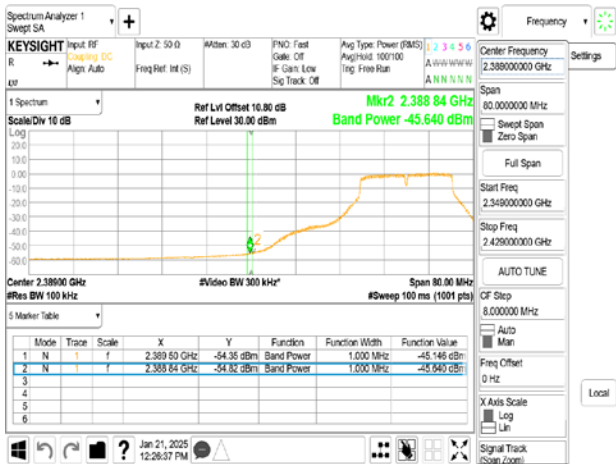 Spectrum Analyzer 1
Swept SA
Frequency
KEYSIGHT
Input: RF
Input Z: 50 Ω
#Atten: 30 dB
PNO: Fast
Avg Type: Power (RMS)
1 2 3 4 5 6
R
Coupling: DC
Gate: Off
Avg|Hold: 100/100
A W W W W W
Align: Auto
Freq Ref: Int (S)
IF Gain: Low
Trig: Free Run
Sig Track: Off
A N N N N N
Center Frequency
2.389000000 GHz
Settings
Span
80.0000000 MHz
Swept Span
Zero Span
Full Span
Start Freq
2.349000000 GHz
Stop Freq
2.429000000 GHz
AUTO TUNE
CF Step
8.000000 MHz
Auto
Man
Freq Offset
0 Hz
Local
X Axis Scale
Log
Lin
Signal Track
(Span Zoom)
1 Spectrum
Ref Lvl Offset 10.80 dB
Mkr2 2.388 84 GHz
Scale/Div 10 dB
Ref Level 30.00 dBm
Band Power -45.640 dBm
Log
20.0
10.0
0.00
-10.0
-20.0
-30.0
-40.0
-50.0
-60.0
2
Center 2.38900 GHz
#Video BW 300 kHz*
Span 80.00 MHz
#Res BW 100 kHz
#Sweep 100 ms (1001 pts)
5 Marker Table
Mode Trace Scale X Y Function Function Width Function Value
1 N 1 f 2.389 50 GHz -54.35 dBm Band Power 1.000 MHz -45.146 dBm
2 N 1 f 2.388 84 GHz -54.82 dBm Band Power 1.000 MHz -45.640 dBm
3
4
5
6
?
Jan 21, 2025
12:26:37 PM